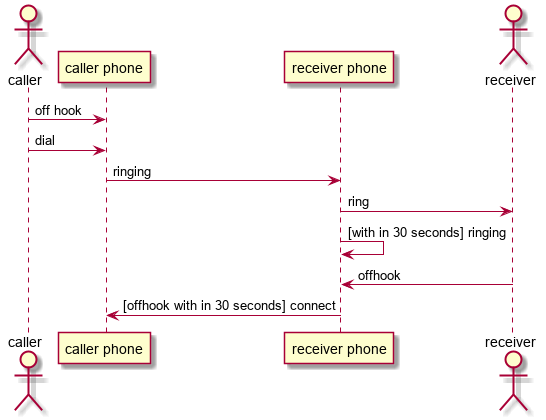 caller
receiver
caller phone
receiver phone
off hook
dial
ringing
ring
[with in 30 seconds] ringing
offhook
[offhook with in 30 seconds] connect
caller
caller phone
receiver phone
receiver